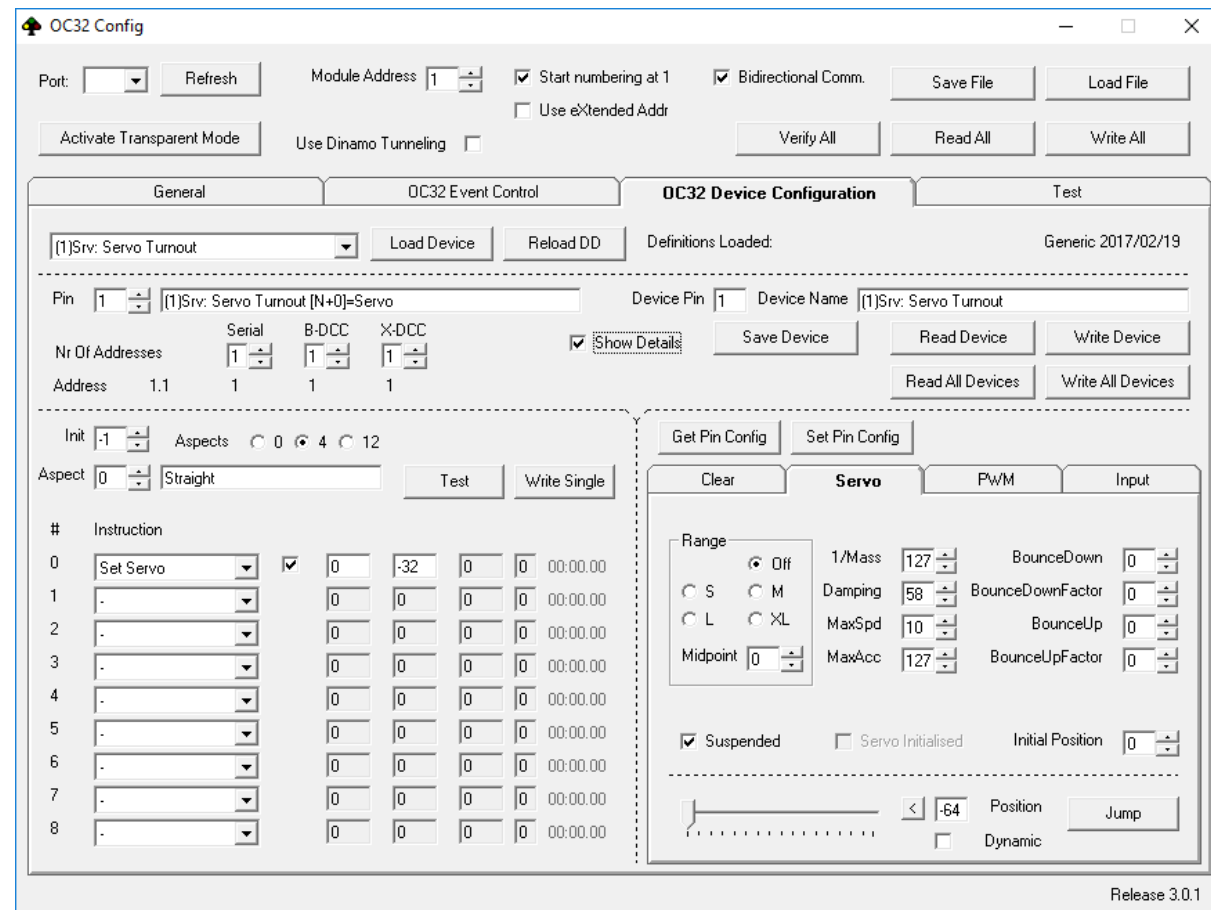 OC32 Config
Port: Refresh Module Address 1 Start numbering at 1 Bidirectional Comm. Save File Load File
Use eXtended Addr
Activate Transparent Mode Use Dinamo Tunneling Verify All Read All Write All
General OC32 Event Control OC32 Device Configuration Test
(1)Srv: Servo Turnout Load Device Reload DD Definitions Loaded: Generic 2017/02/19
Pin 1 (1)Srv: Servo Turnout [N+0]=Servo Device Pin 1 Device Name (1)Srv: Servo Turnout
Serial B-DCC X-DCC
Nr Of Addresses 1 1 1 Show Details Save Device Read Device Write Device
Address 1.1 1 1 1 Read All Devices Write All Devices
Init -1 Aspects 0 4 12 Get Pin Config Set Pin Config
Aspect 0 Straight Test Write Single
Clear Servo PWM Input
# Instruction
0 Set Servo 0 -32 0 0 00:00.00
1 - 0 0 0 0 00:00.00
2 - 0 0 0 0 00:00.00
3 - 0 0 0 0 00:00.00
4 - 0 0 0 0 00:00.00
5 - 0 0 0 0 00:00.00
6 - 0 0 0 0 00:00.00
7 - 0 0 0 0 00:00.00
8 - 0 0 0 0 00:00.00
Range
Off 1/Mass 127 BounceDown 0
S M Damping 58 BounceDownFactor 0
L XL MaxSpd 10 BounceUp 0
Midpoint 0 MaxAcc 127 BounceUpFactor 0
Suspended Servo Initialised Initial Position 0
< -64 Position Jump
Dynamic
Release 3.0.1